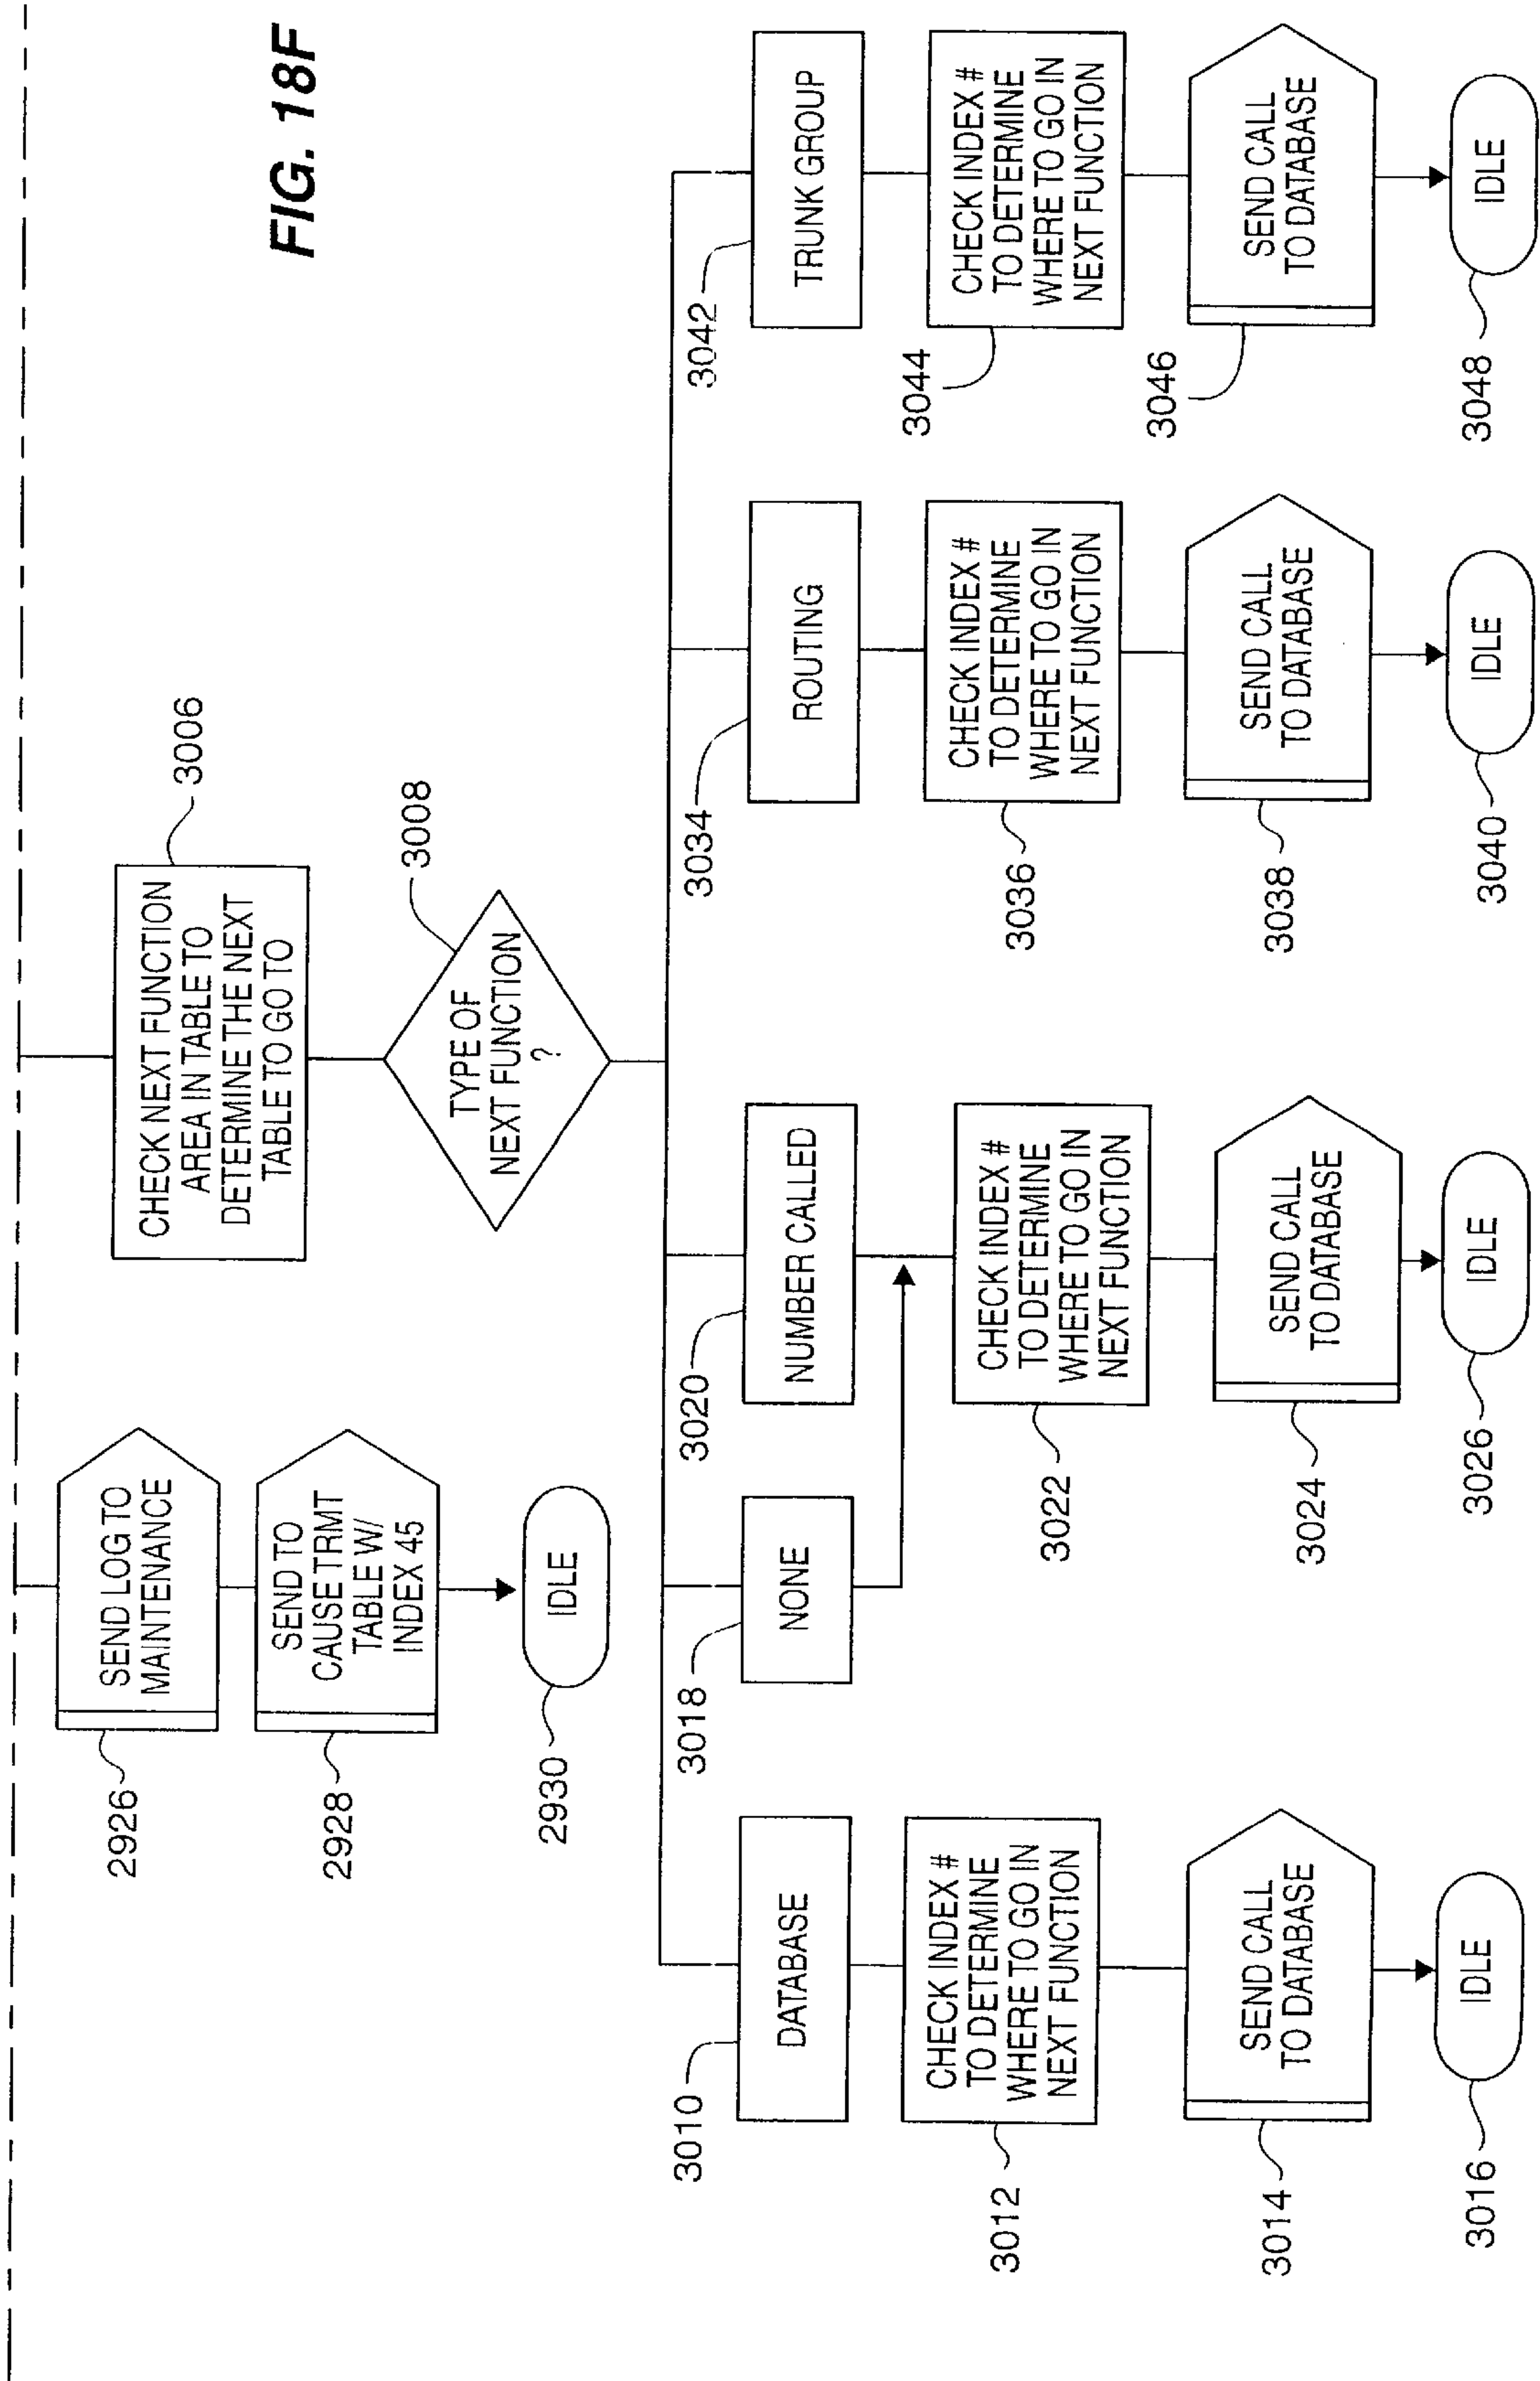 FIG. 18F
SEND LOG TO
MAINTENANCE
2926
SEND TO
CAUSE TRMT
TABLE W/
INDEX 45
2928
IDLE
2930
CHECK NEXT FUNCTION
AREA IN TABLE TO
DETERMINE THE NEXT
TABLE TO GO TO
3006
TYPE OF
NEXT FUNCTION
?
3008
DATABASE
3010
CHECK INDEX #
TO DETERMINE
WHERE TO GO IN
NEXT FUNCTION
3012
SEND CALL
TO DATABASE
3014
IDLE
3016
NONE
3018
NUMBER CALLED
3020
CHECK INDEX #
TO DETERMINE
WHERE TO GO IN
NEXT FUNCTION
3022
SEND CALL
TO DATABASE
3024
IDLE
3026
ROUTING
3034
CHECK INDEX #
TO DETERMINE
WHERE TO GO IN
NEXT FUNCTION
3036
SEND CALL
TO DATABASE
3038
IDLE
3040
TRUNK GROUP
3042
CHECK INDEX #
TO DETERMINE
WHERE TO GO IN
NEXT FUNCTION
3044
SEND CALL
TO DATABASE
3046
IDLE
3048